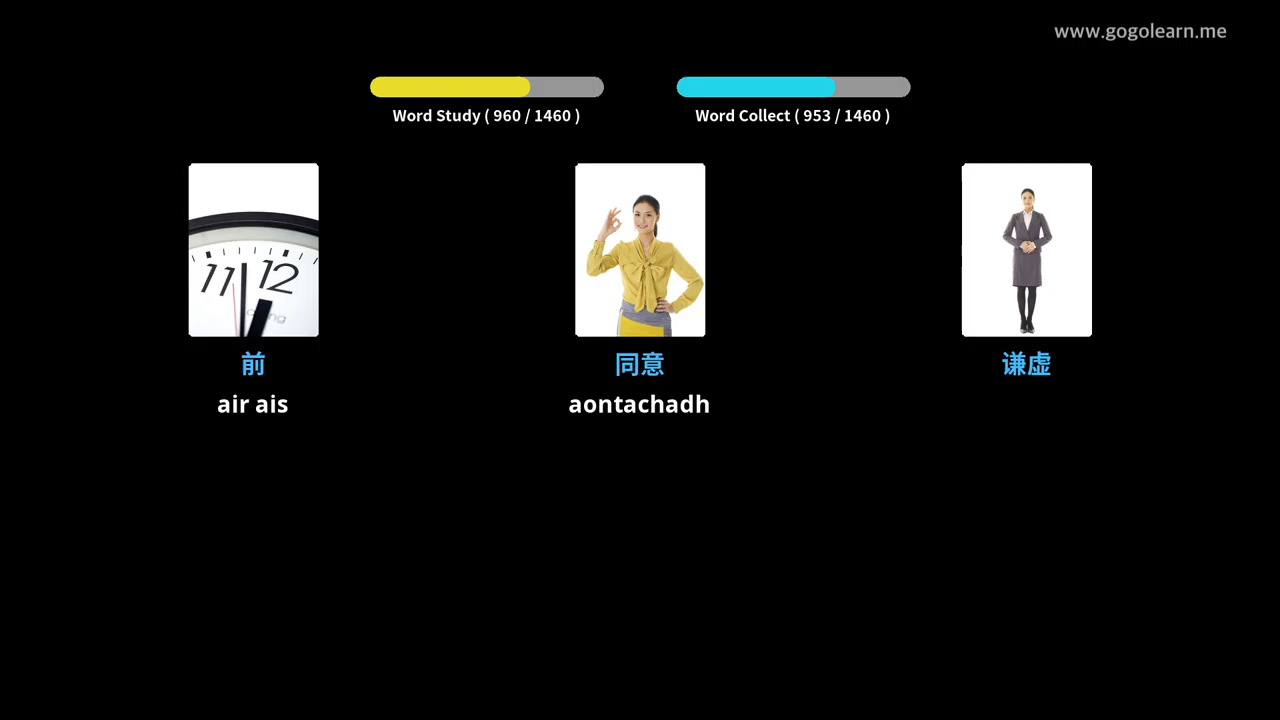 www.gogolearn.me
Word Study ( 960 / 1460 )
Word Collect ( 953 / 1460 )
11
12
前
同意
谦虚
air ais
aontachadh